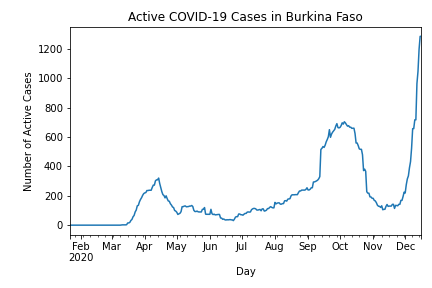 Active COVID-19 Cases in Burkina Faso
Number of Active Cases
1200
1000
800
600
400
200
0
Feb Mar Apr May Jun Jul Aug Sep Oct Nov Dec
2020
Day